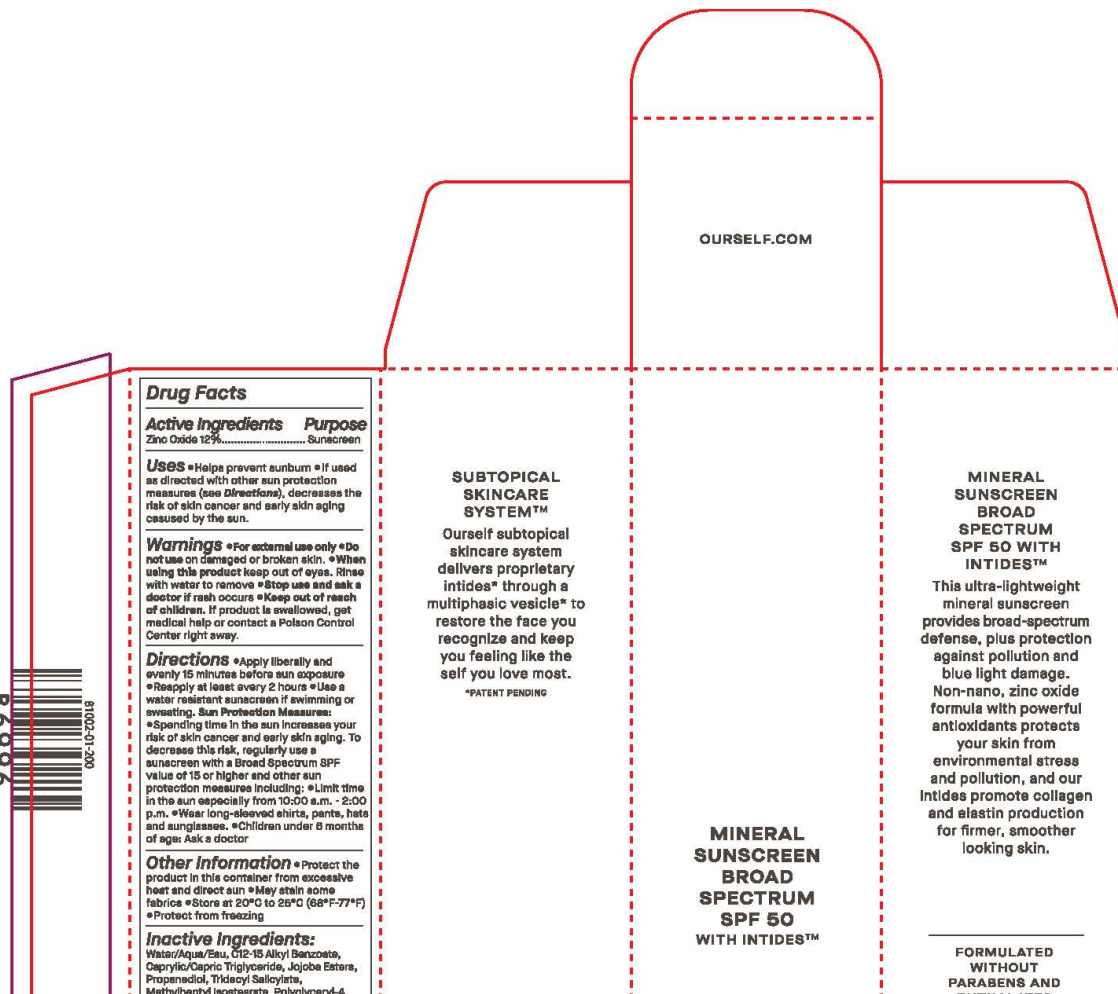 OURSELF.COM
Drug Facts
Active Ingredients Purpose
Zinc Oxide 12%............................ Sunscreen
Uses •Helps prevent sunburn •If used
as directed with other sun protection
measures (see Directions), decreases the
risk of skin cancer and early skin aging
casused by the sun.
Warnings •For external use only •Do
not use on damaged or broken skin. •When
using this product keep out of eyes. Rinse
with water to remove •Stop use and ask a
doctor if rash occurs •Keep out of reach
of children. If product is swallowed, get
medical help or contact a Poison Control
Center right away.
Directions •Apply liberally and
evenly 15 minutes before sun exposure
•Reapply at least every 2 hours •Use a
water resistant sunscreen if swimming or
sweating. Sun Protection Measures:
•Spending time in the sun increases your
risk of skin cancer and early skin aging. To
decrease this risk, regularly use a
sunscreen with a Broad Spectrum SPF
value of 15 or higher and other sun
protection measures including: •Limit time
in the sun especially from 10:00 a.m. - 2:00
p.m. •Wear long-sleeved shirts, pants, hats
and sunglasses. •Children under 6 months
of age: Ask a doctor
Other Information •Protect the
product in this container from excessive
heat and direct sun •May stain some
fabrics •Store at 20°C to 25°C (68°F-77°F)
•Protect from freezing
Inactive Ingredients:
Water/Aqua/Eau, C12-15 Alkyl Benzoate,
Caprylic/Capric Triglyceride, Jojoba Esters,
Propanediol, Tridecyl Salicylate,
Methylheptyl Isostearate, Polyglyceryl-4
81002-01-200
SUBTOPICAL
SKINCARE
SYSTEM™
Ourself subtopical
skincare system
delivers proprietary
intides* through a
multiphasic vesicle* to
restore the face you
recognize and keep
you feeling like the
self you love most.
*PATENT PENDING
MINERAL
SUNSCREEN
BROAD
SPECTRUM
SPF 50
WITH INTIDES™
MINERAL
SUNSCREEN
BROAD
SPECTRUM
SPF 50 WITH
INTIDES™
This ultra-lightweight
mineral sunscreen
provides broad-spectrum
defense, plus protection
against pollution and
blue light damage.
Non-nano, zinc oxide
formula with powerful
antioxidants protects
your skin from
environmental stress
and pollution, and our
intides promote collagen
and elastin production
for firmer, smoother
looking skin.
FORMULATED
WITHOUT
PARABENS AND